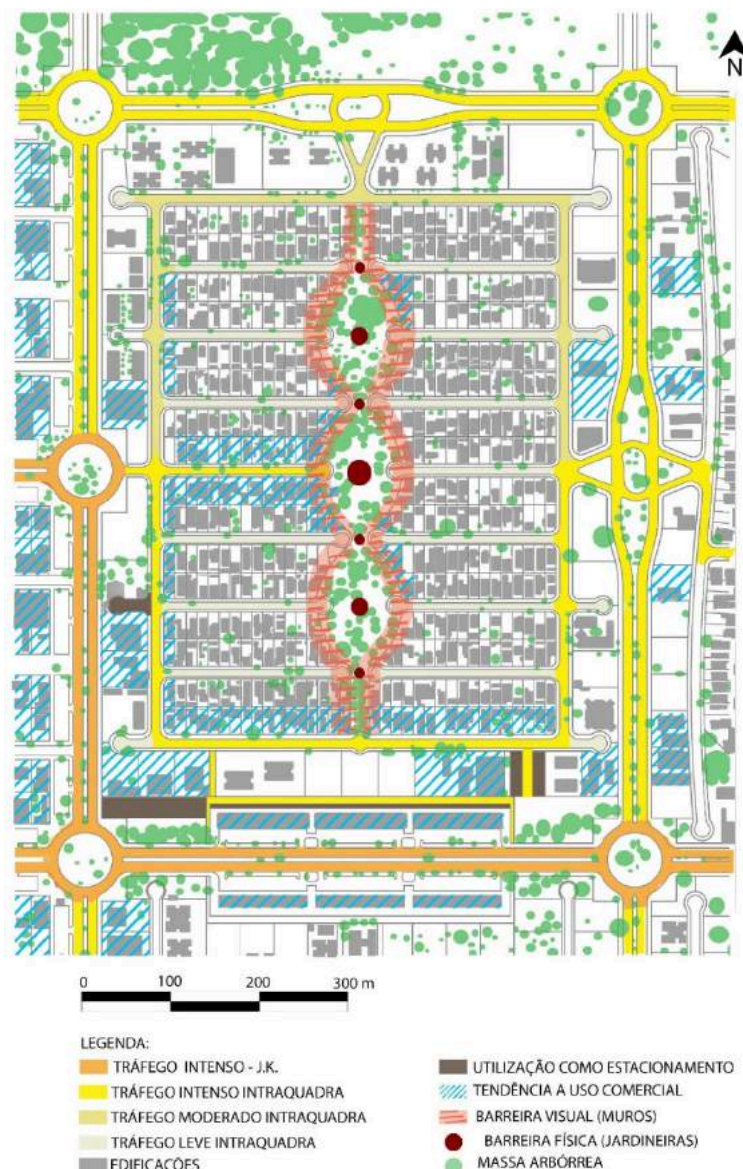 N
0 100 200 300 m
LEGENDA:
TRÁFEGO INTENSO - J.K.
TRÁFEGO INTENSO INTRAQUADRA
TRÁFEGO MODERADO INTRAQUADRA
TRÁFEGO LEVE INTRAQUADRA
EDIFICAÇÕES
UTILIZAÇÃO COMO ESTACIONAMENTO
TENDÊNCIA A USO COMERCIAL
BARREIRA VISUAL (MUROS)
BARREIRA FÍSICA (JARDINEIRAS)
MASSA ARBÓRREA